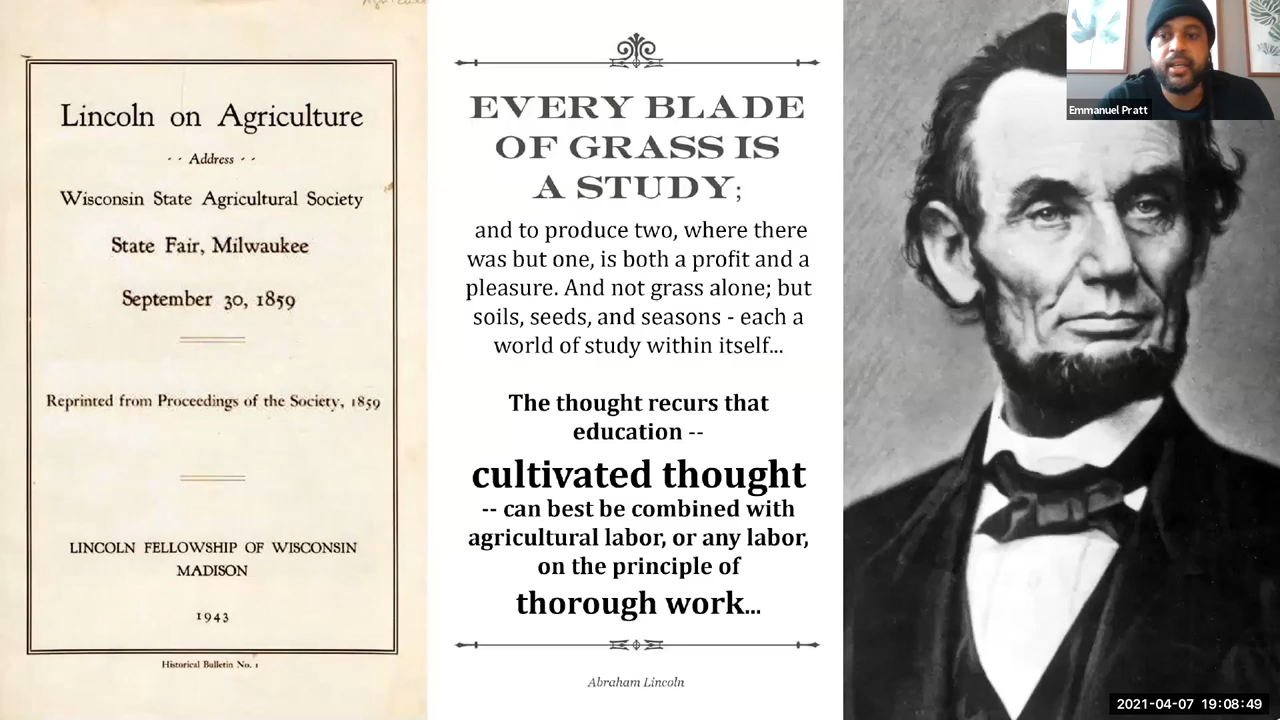 Lincoln on Agriculture
- - Address - -
Wisconsin State Agricultural Society
State Fair, Milwaukee
September 30, 1859
Reprinted from Proceedings of the Society, 1859
LINCOLN FELLOWSHIP OF WISCONSIN
MADISON
1943
Historical Bulletin No. 1
EVERY BLADE
OF GRASS IS
A STUDY;
and to produce two, where there
was but one, is both a profit and a
pleasure. And not grass alone; but
soils, seeds, and seasons - each a
world of study within itself...
The thought recurs that
education --
cultivated thought
-- can best be combined with
agricultural labor, or any labor,
on the principle of
thorough work...
Abraham Lincoln
Emmanuel Pratt
2021-04-07 19:08:49